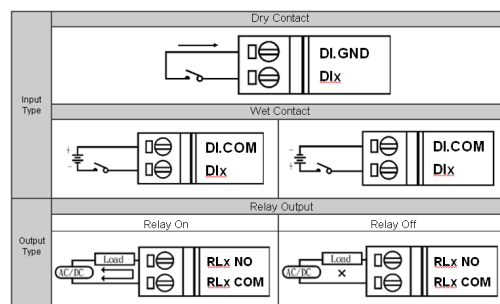 Dry Contact
DI.GND
DIx
Input
Type
Wet Contact
+
-
DI.COM
DIx
-
+
DI.COM
DIx
Relay Output
Relay On
Relay Off
Output
Type
Load
AC/DC
RLx NO
RLx COM
Load
AC/DC
×
RLx NO
RLx COM